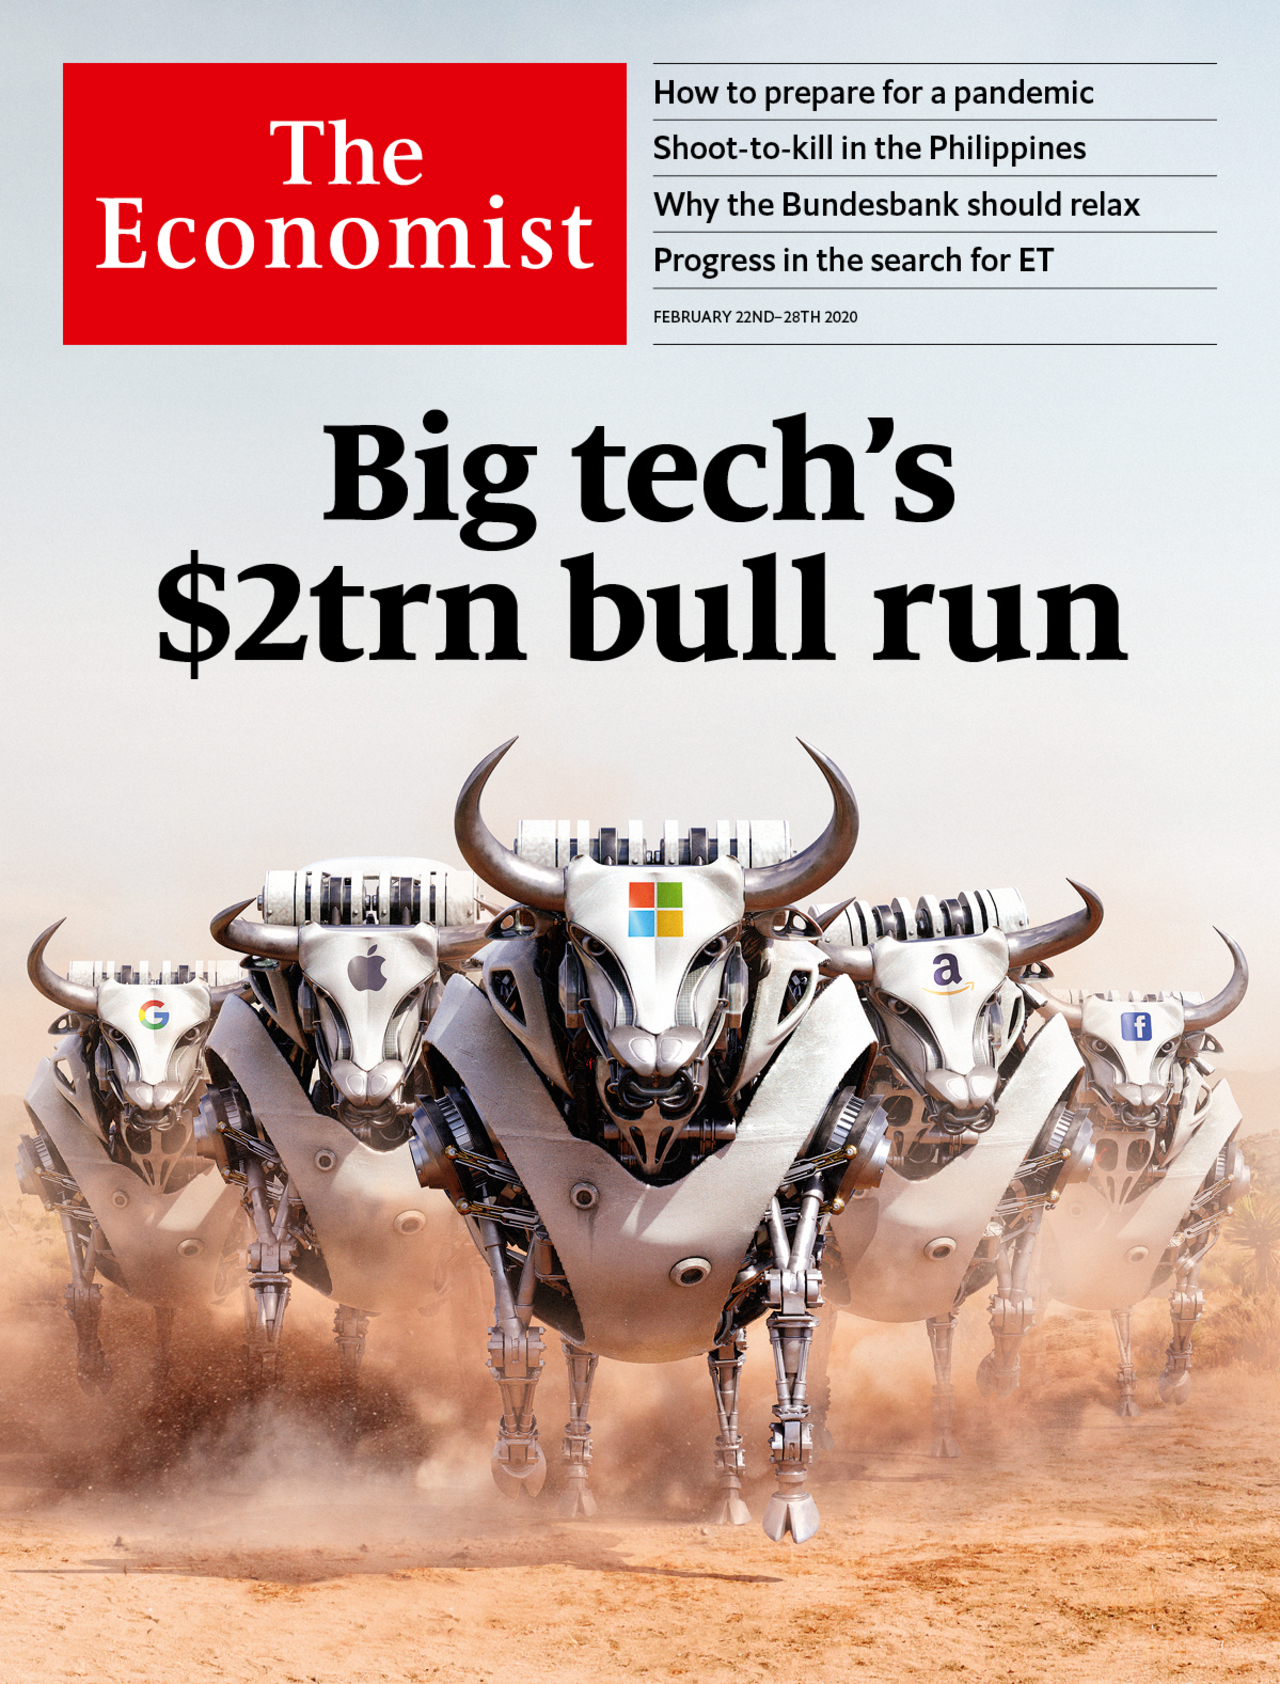 The
Economist
How to prepare for a pandemic
Shoot-to-kill in the Philippines
Why the Bundesbank should relax
Progress in the search for ET
FEBRUARY 22ND–28TH 2020
Big tech’s
$2trn bull run
G
a
f